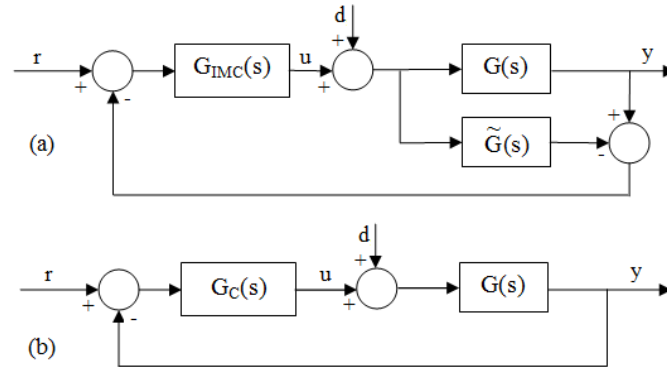 d
r
G_IMC(s)
u
G(s)
y
+
-
+
+
+
-
G̃(s)
(a)
d
r
G_C(s)
u
G(s)
y
+
-
+
+
(b)